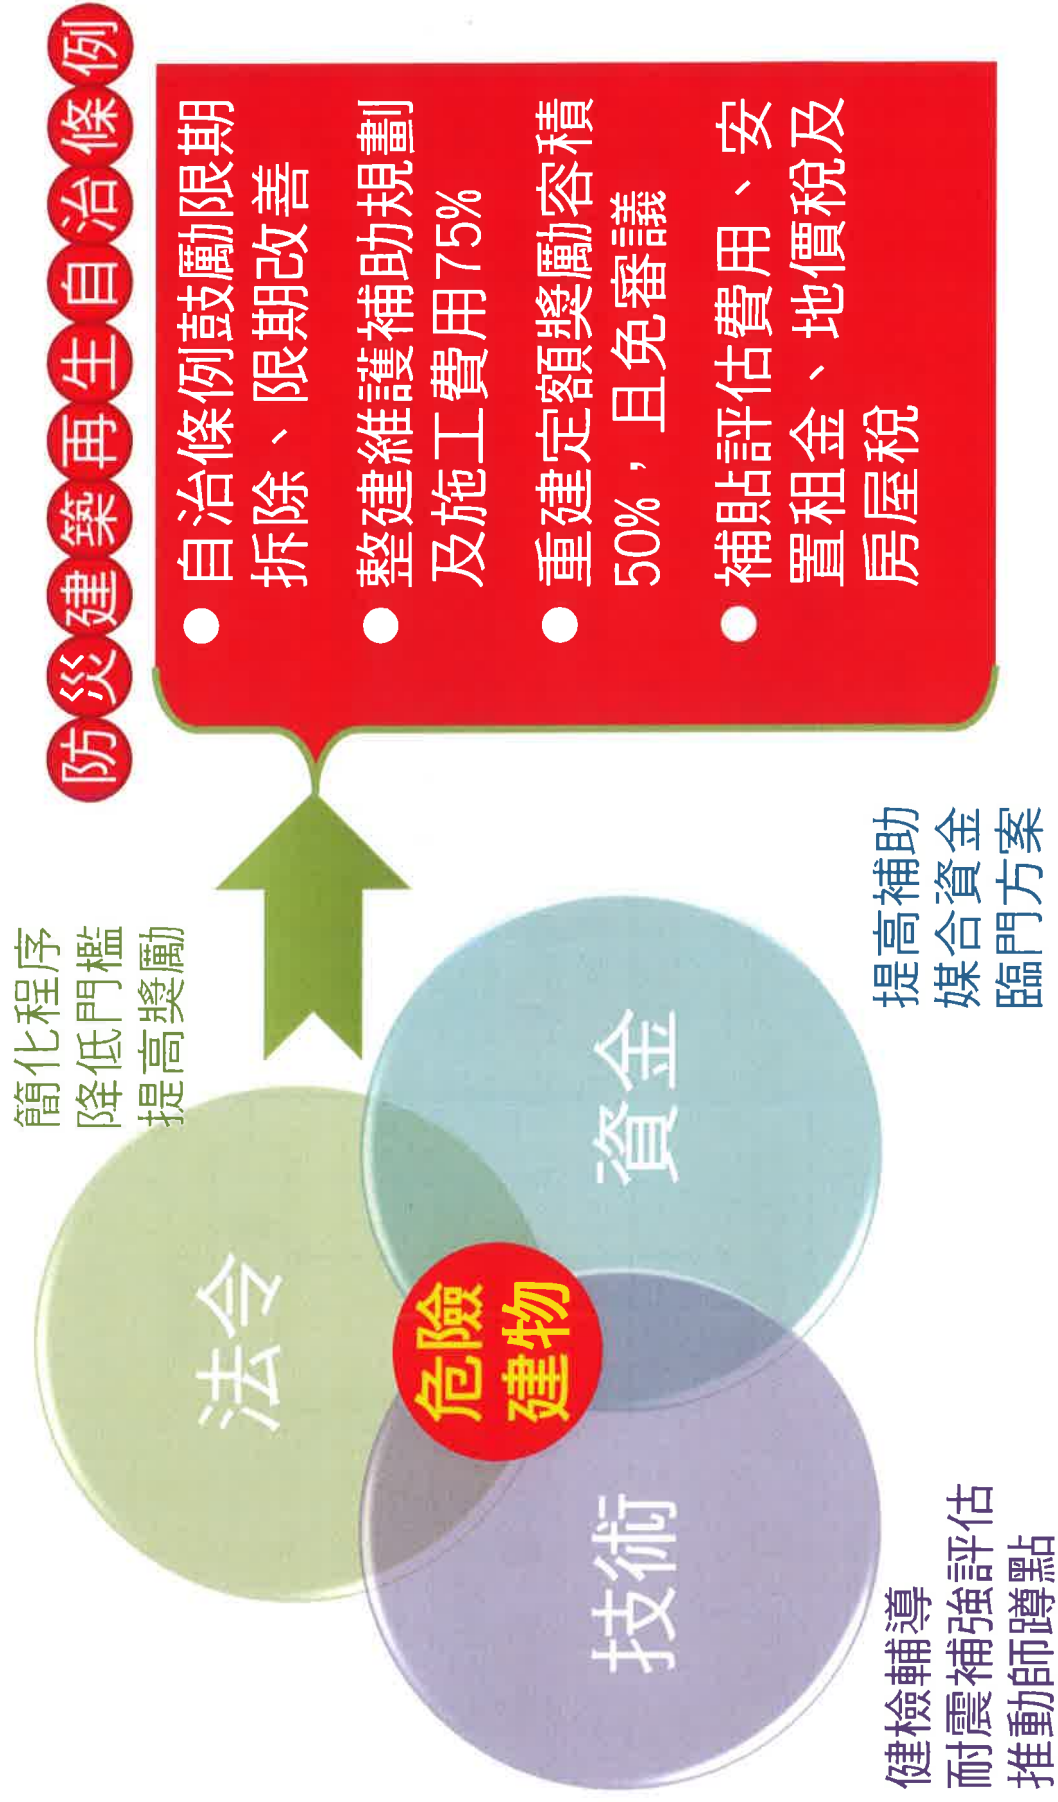 防災建築再生自治條例
簡化程序
降低門檻
提高獎勵
法令
危險
建物
技術
資金
健檢輔導
耐震補強評估
推動師蹲點
提高補助
媒合資金
臨門方案
自治條例鼓勵限期
拆除、限期改善
整建維護補助規劃
及施工費用75%
重建定額獎勵容積
50%，且免審議
補貼評估費用、安
置租金、地價稅及
房屋稅